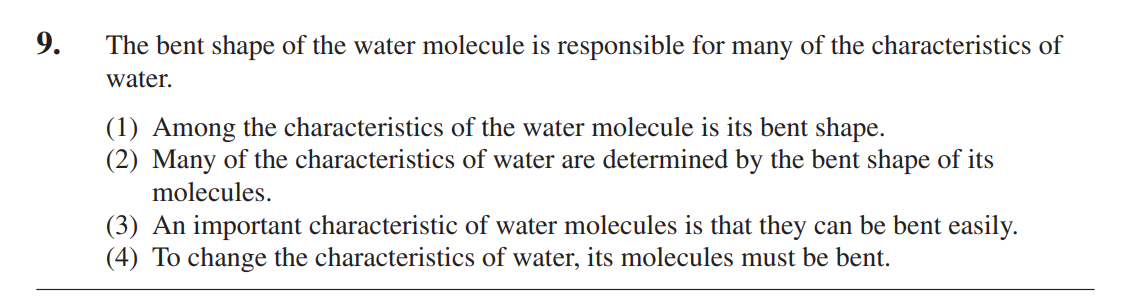 9. The bent shape of the water molecule is responsible for many of the characteristics of
water.
(1) Among the characteristics of the water molecule is its bent shape.
(2) Many of the characteristics of water are determined by the bent shape of its
molecules.
(3) An important characteristic of water molecules is that they can be bent easily.
(4) To change the characteristics of water, its molecules must be bent.